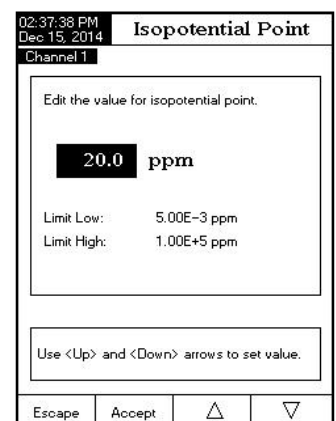 02:37:38 PM
Dec 15, 2014
Isopotential Point
Channel 1
Edit the value for isopotential point.
20.0 ppm
Limit Low: 5.00E-3 ppm
Limit High: 1.00E+5 ppm
Use <Up> and <Down> arrows to set value.
Escape Accept △ ▽